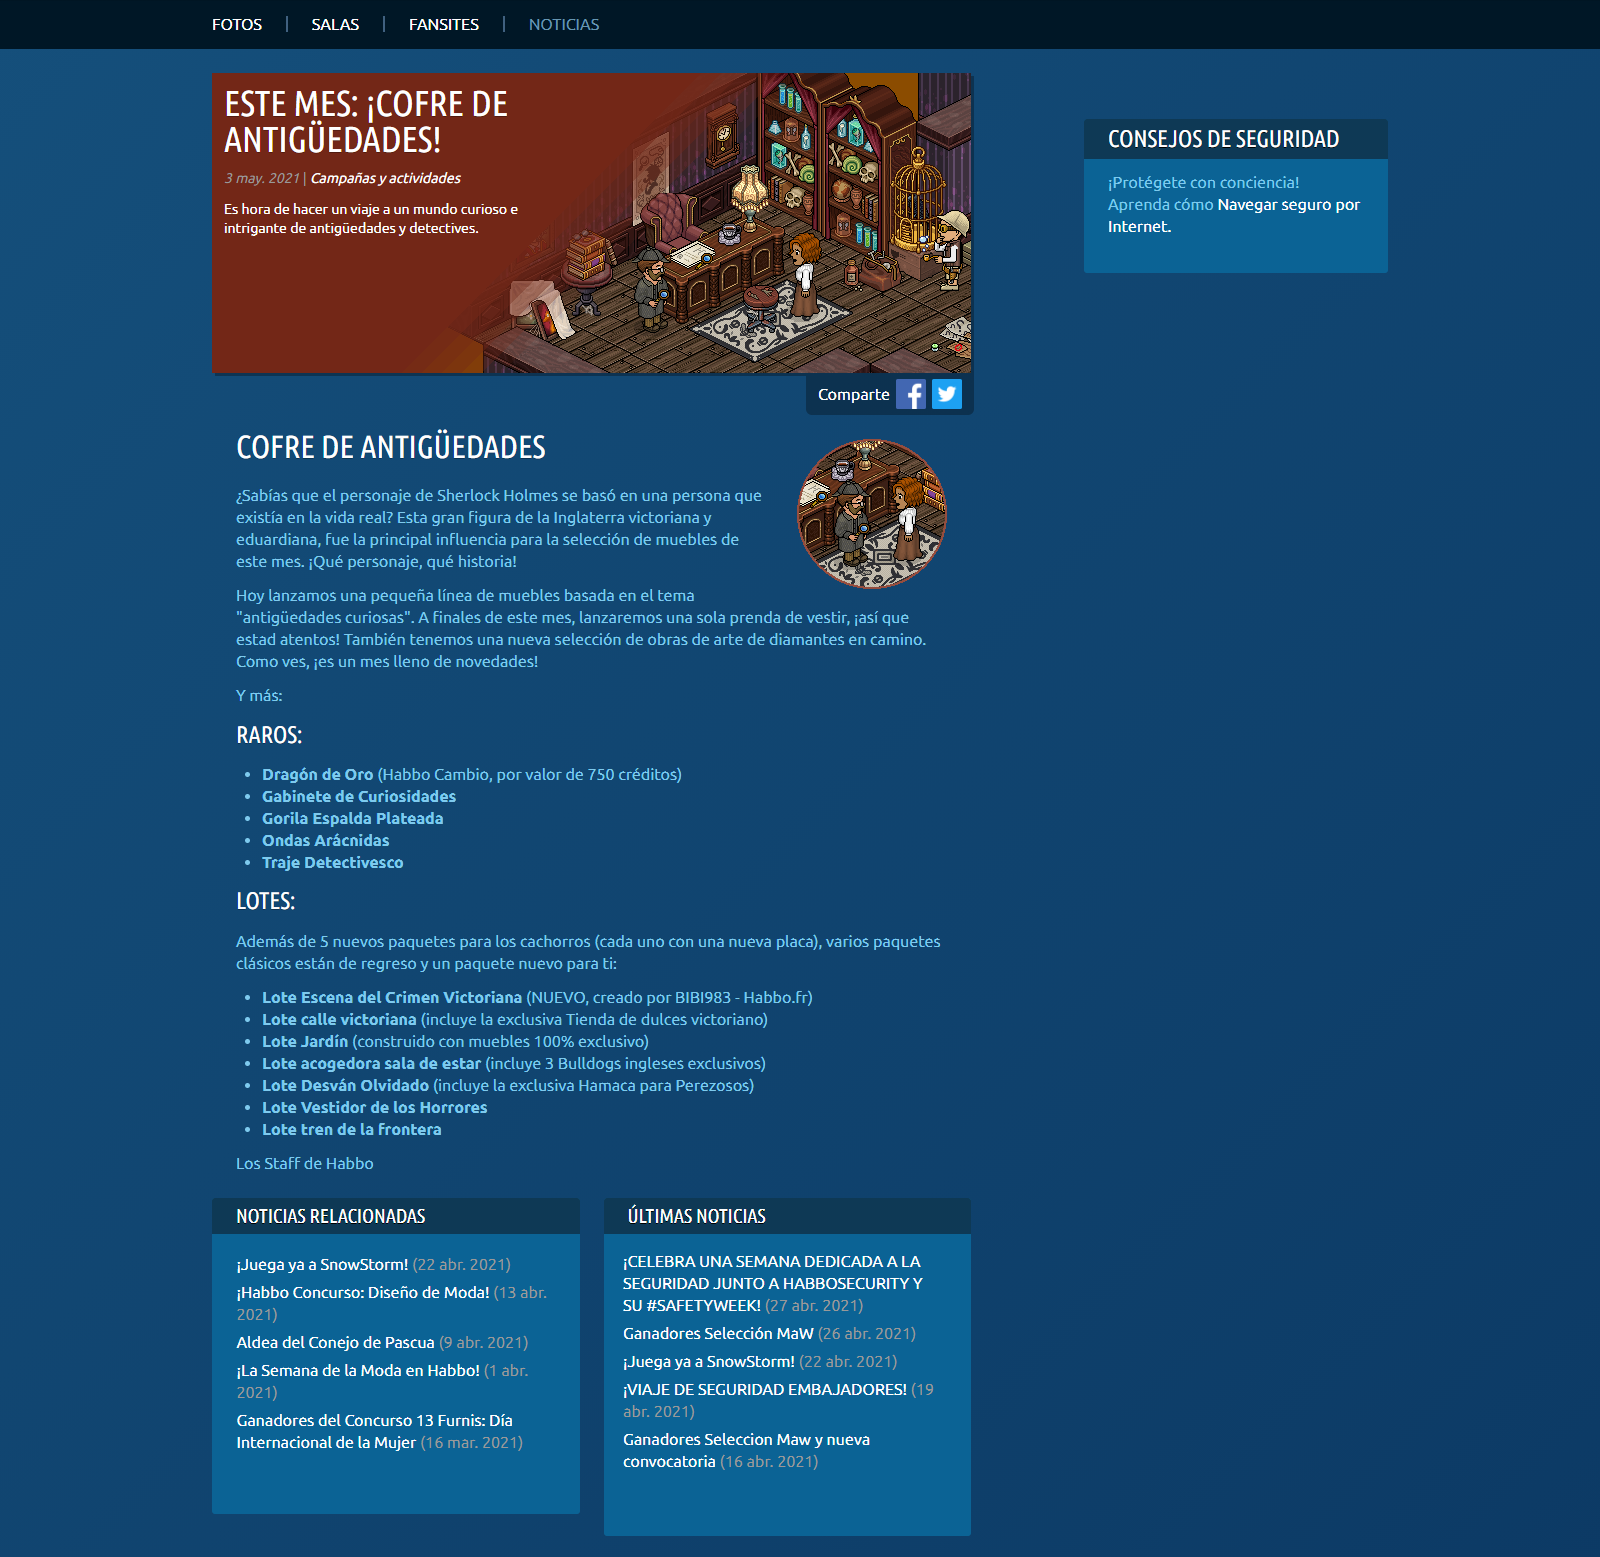 FOTOS | SALAS | FANSITES | NOTICIAS
ESTE MES: ¡COFRE DE
ANTIGÜEDADES!
3 may. 2021 | Campañas y actividades
Es hora de hacer un viaje a un mundo curioso e
intrigante de antigüedades y detectives.
CONSEJOS DE SEGURIDAD
¡Protégete con conciencia!
Aprenda cómo Navegar seguro por
Internet.
Comparte
COFRE DE ANTIGÜEDADES
¿Sabías que el personaje de Sherlock Holmes se basó en una persona que
existía en la vida real? Esta gran figura de la Inglaterra victoriana y
eduardiana, fue la principal influencia para la selección de muebles de
este mes. ¡Qué personaje, qué historia!
Hoy lanzamos una pequeña línea de muebles basada en el tema
"antigüedades curiosas". A finales de este mes, lanzaremos una sola prenda de vestir, ¡así que
estad atentos! También tenemos una nueva selección de obras de arte de diamantes en camino.
Como ves, ¡es un mes lleno de novedades!
Y más:
RAROS:
• Dragón de Oro (Habbo Cambio, por valor de 750 créditos)
• Gabinete de Curiosidades
• Gorila Espalda Plateada
• Ondas Arácnidas
• Traje Detectivesco
LOTES:
Además de 5 nuevos paquetes para los cachorros (cada uno con una nueva placa), varios paquetes
clásicos están de regreso y un paquete nuevo para ti:
• Lote Escena del Crimen Victoriana (NUEVO, creado por BIBI983 - Habbo.fr)
• Lote calle victoriana (incluye la exclusiva Tienda de dulces victoriano)
• Lote Jardín (construido con muebles 100% exclusivo)
• Lote acogedora sala de estar (incluye 3 Bulldogs ingleses exclusivos)
• Lote Desván Olvidado (incluye la exclusiva Hamaca para Perezosos)
• Lote Vestidor de los Horrores
• Lote tren de la frontera
Los Staff de Habbo
NOTICIAS RELACIONADAS
¡Juega ya a SnowStorm! (22 abr. 2021)
¡Habbo Concurso: Diseño de Moda! (13 abr.
2021)
Aldea del Conejo de Pascua (9 abr. 2021)
¡La Semana de la Moda en Habbo! (1 abr.
2021)
Ganadores del Concurso 13 Furnis: Día
Internacional de la Mujer (16 mar. 2021)
ÚLTIMAS NOTICIAS
¡CELEBRA UNA SEMANA DEDICADA A LA
SEGURIDAD JUNTO A HABBOSECURITY Y
SU #SAFETYWEEK! (27 abr. 2021)
Ganadores Selección MaW (26 abr. 2021)
¡Juega ya a SnowStorm! (22 abr. 2021)
¡VIAJE DE SEGURIDAD EMBAJADORES! (19
abr. 2021)
Ganadores Seleccion Maw y nueva
convocatoria (16 abr. 2021)